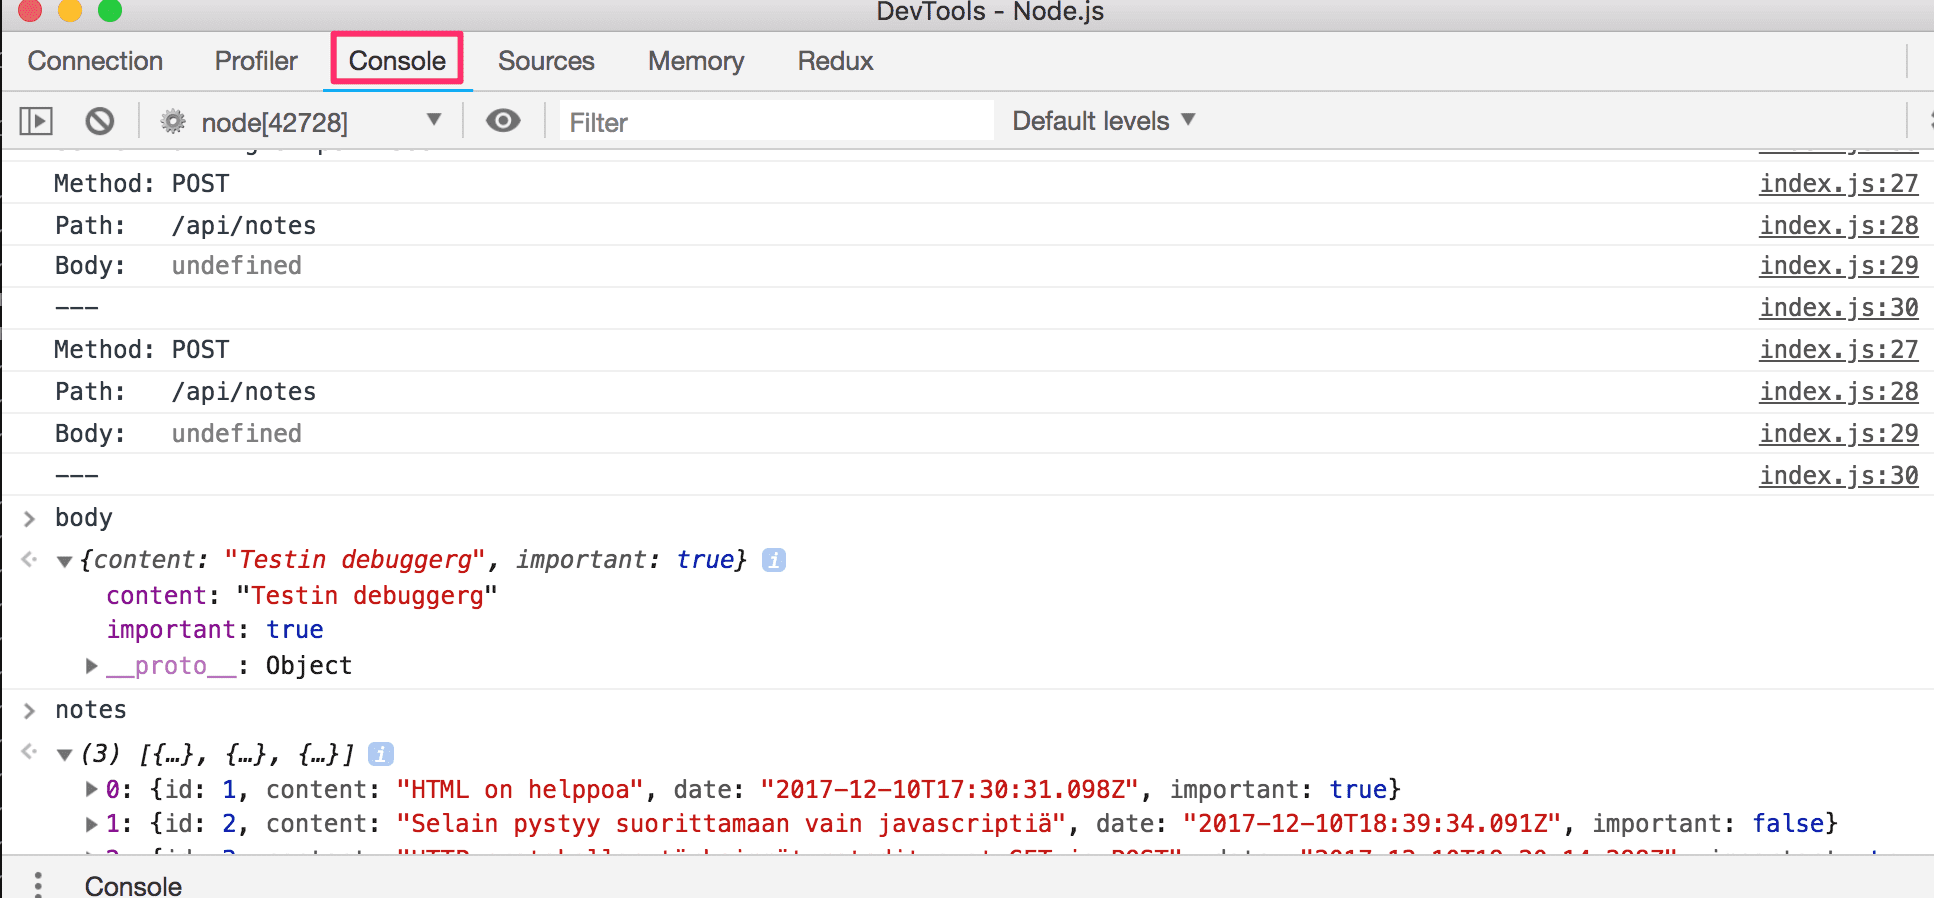 DevTools - Node.js
Connection Profiler Console Sources Memory Redux
node[42728] ▼ Filter Default levels ▼
Method: POST index.js:27
Path: /api/notes index.js:28
Body: undefined index.js:29
--- index.js:30
Method: POST index.js:27
Path: /api/notes index.js:28
Body: undefined index.js:29
--- index.js:30
> body
{content: "Testin debuggerg", important: true} i
content: "Testin debuggerg"
important: true
__proto__: Object
> notes
(3) [{…}, {…}, {…}] i
0: {id: 1, content: "HTML on helppoa", date: "2017-12-10T17:30:31.098Z", important: true}
1: {id: 2, content: "Selain pystyy suorittamaan vain javascriptiä", date: "2017-12-10T18:39:34.091Z", important: false}
Console